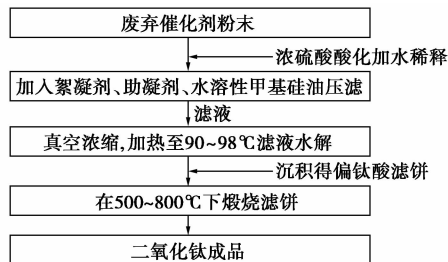 废弃催化剂粉末
浓硫酸酸化加水稀释
加入絮凝剂、助凝剂、水溶性甲基硅油压滤
滤液
真空浓缩,加热至90~98℃滤液水解
沉积得偏钛酸滤饼
在500~800℃下煅烧滤饼
二氧化钛成品